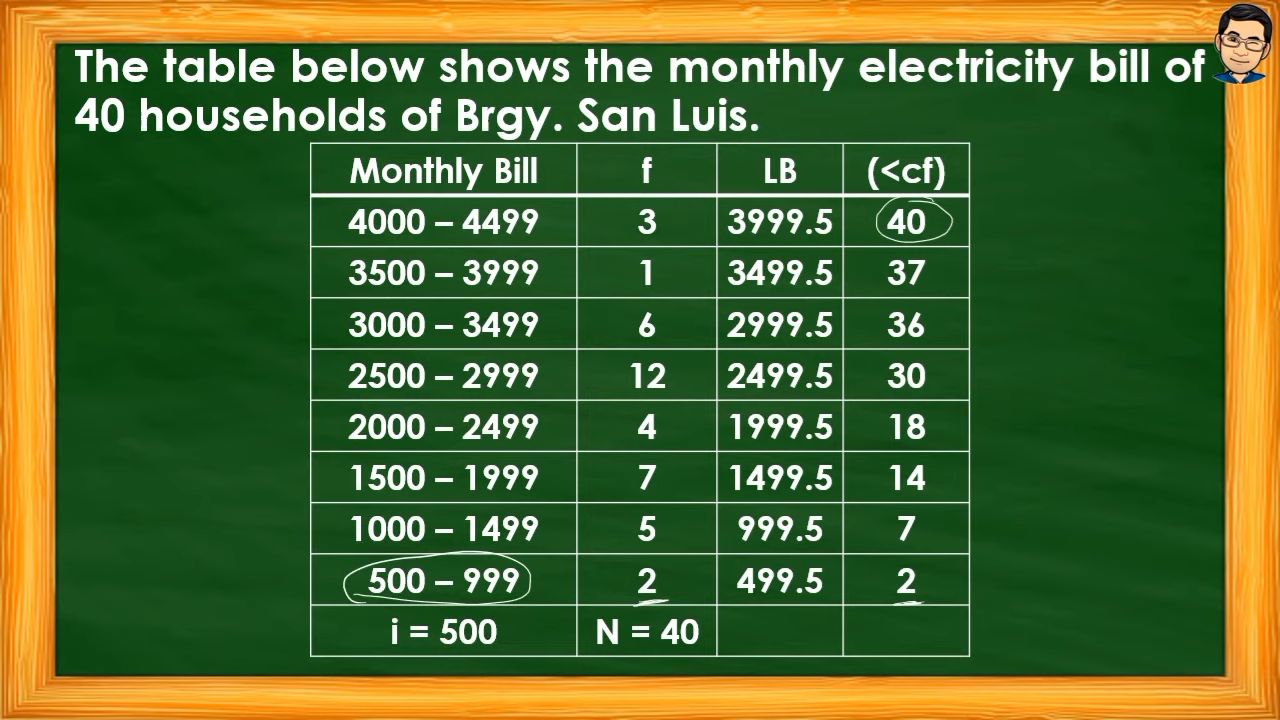 The table below shows the monthly electricity bill of
40 households of Brgy. San Luis.
Monthly Bill f LB (<cf)
4000 – 4499 3 3999.5 40
3500 – 3999 1 3499.5 37
3000 – 3499 6 2999.5 36
2500 – 2999 12 2499.5 30
2000 – 2499 4 1999.5 18
1500 – 1999 7 1499.5 14
1000 – 1499 5 999.5 7
500 – 999 2 499.5 2
i = 500 N = 40